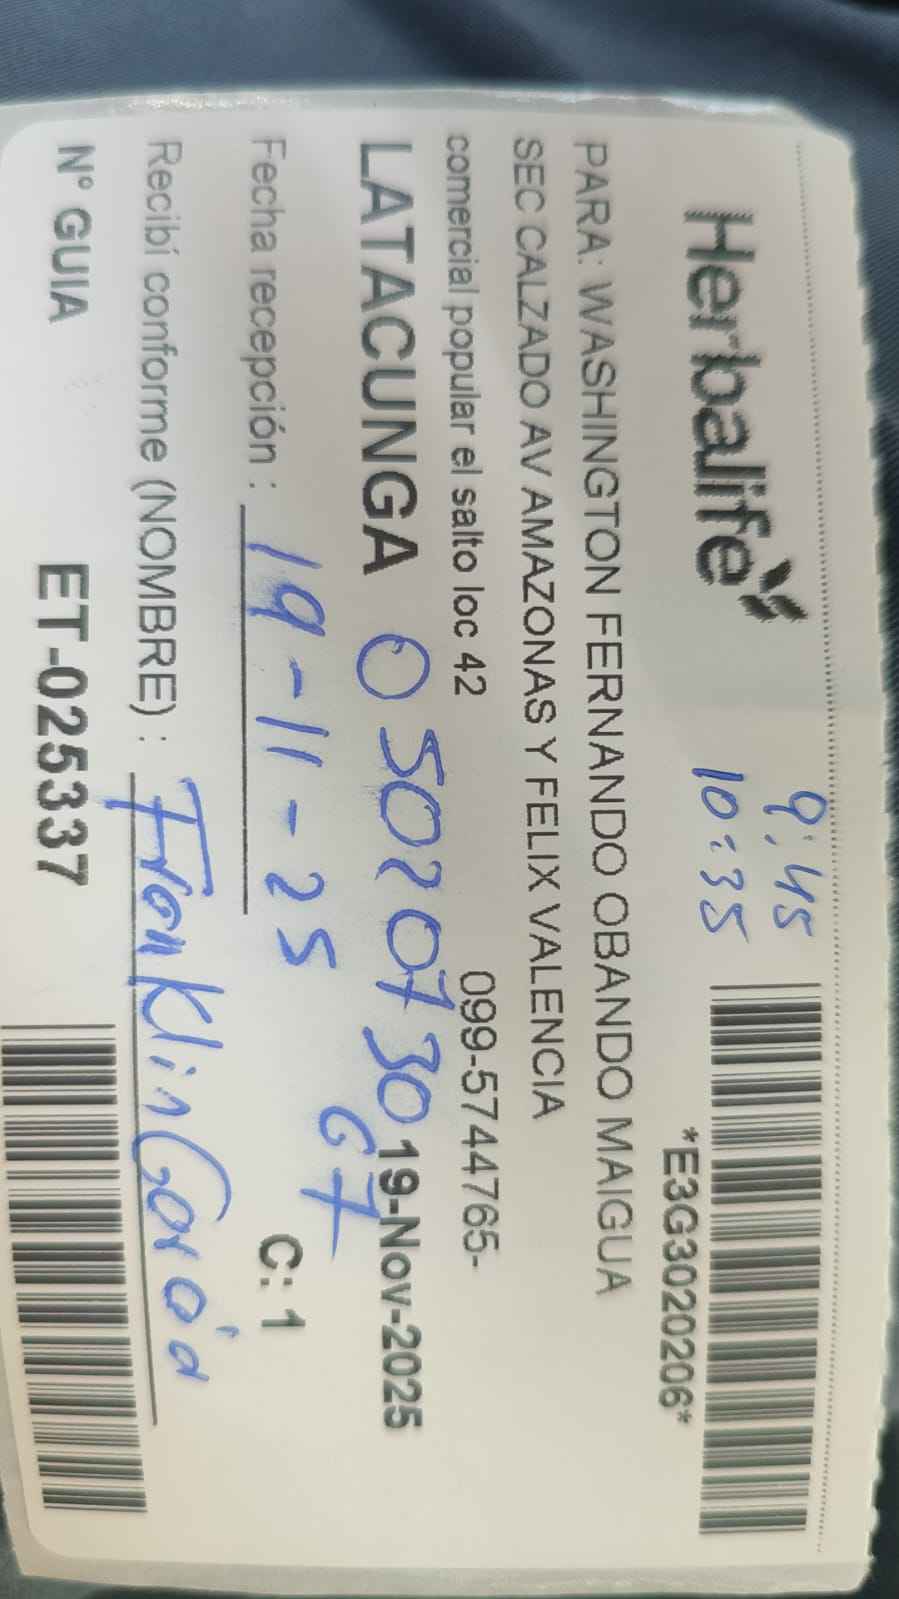 9:45
Herbalife 10:35
*E3G3020206*
PARA: WASHINGTON FERNANDO OBANDO MAIGUA
SEC CALZADO AV AMAZONAS Y FELIX VALENCIA
comercial popular el salto loc 42 099-5744765-
LATACUNGA 0502073067 19-Nov-2025
Fecha recepción : 19-11-25 C: 1
Recibí conforme (NOMBRE) : Franklin
N° GUIA ET-025337